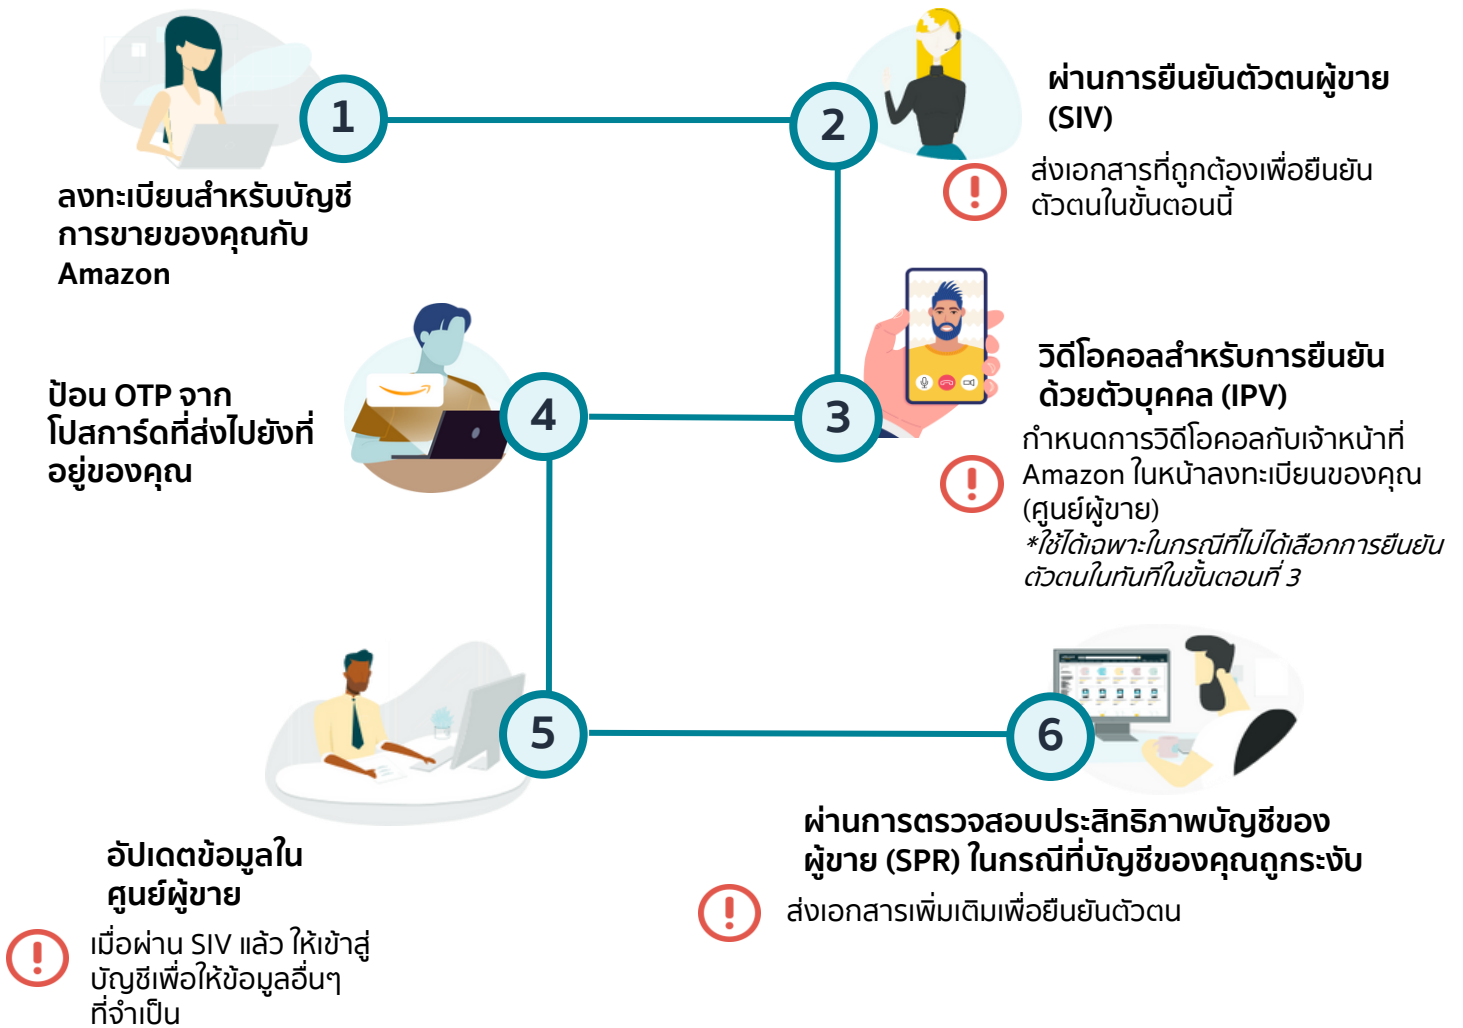 1
ลงทะเบียนสำหรับบัญชี
การขายของคุณกับ
Amazon
2
ผ่านการยืนยันตัวตนผู้ขาย
(SIV)
ส่งเอกสารที่ถูกต้องเพื่อยืนยัน
ตัวตนในขั้นตอนนี้
3
วิดีโอคอลสำหรับการยืนยัน
ด้วยตัวบุคคล (IPV)
กำหนดการวิดีโอคอลกับเจ้าหน้าที่
Amazon ในหน้าลงทะเบียนของคุณ
(ศูนย์ผู้ขาย)
*ใช้ได้เฉพาะในกรณีที่ไม่ได้เลือกการยืนยัน
ตัวตนในทันทีในขั้นตอนที่ 3
4
ป้อน OTP จาก
โปสการ์ดที่ส่งไปยังที่
อยู่ของคุณ
5
อัปเดตข้อมูลใน
ศูนย์ผู้ขาย
เมื่อผ่าน SIV แล้ว ให้เข้าสู่
บัญชีเพื่อให้ข้อมูลอื่นๆ
ที่จำเป็น
6
ผ่านการตรวจสอบประสิทธิภาพบัญชีของ
ผู้ขาย (SPR) ในกรณีที่บัญชีของคุณถูกระงับ
ส่งเอกสารเพิ่มเติมเพื่อยืนยันตัวตน